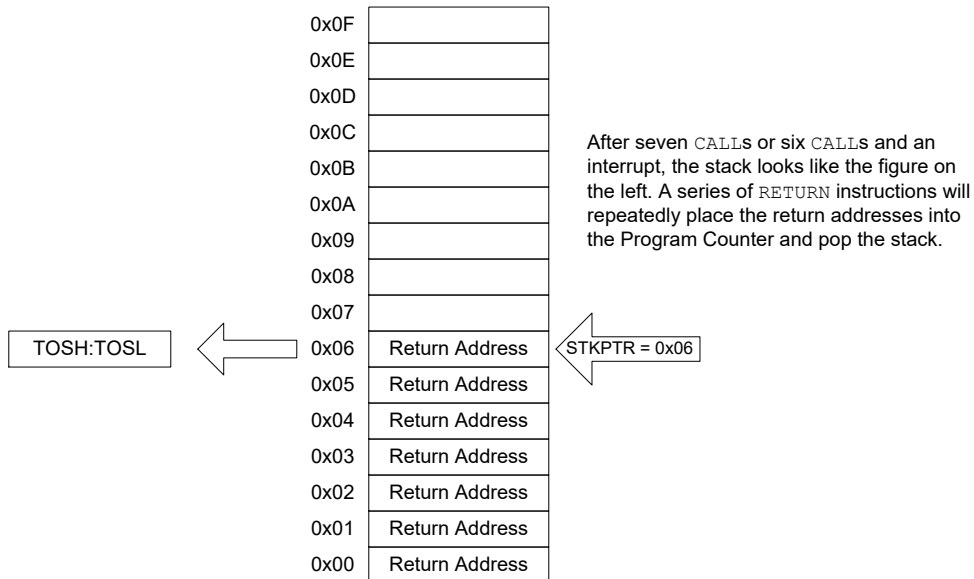 0x0F
0x0E
0x0D
0x0C
0x0B
0x0A
0x09
0x08
0x07
After seven CALLs or six CALLs and an
interrupt, the stack looks like the figure on
the left. A series of RETURN instructions will
repeatedly place the return addresses into
the Program Counter and pop the stack.
TOSH:TOSL
0x06 Return Address
STKPTR = 0x06
0x05 Return Address
0x04 Return Address
0x03 Return Address
0x02 Return Address
0x01 Return Address
0x00 Return Address